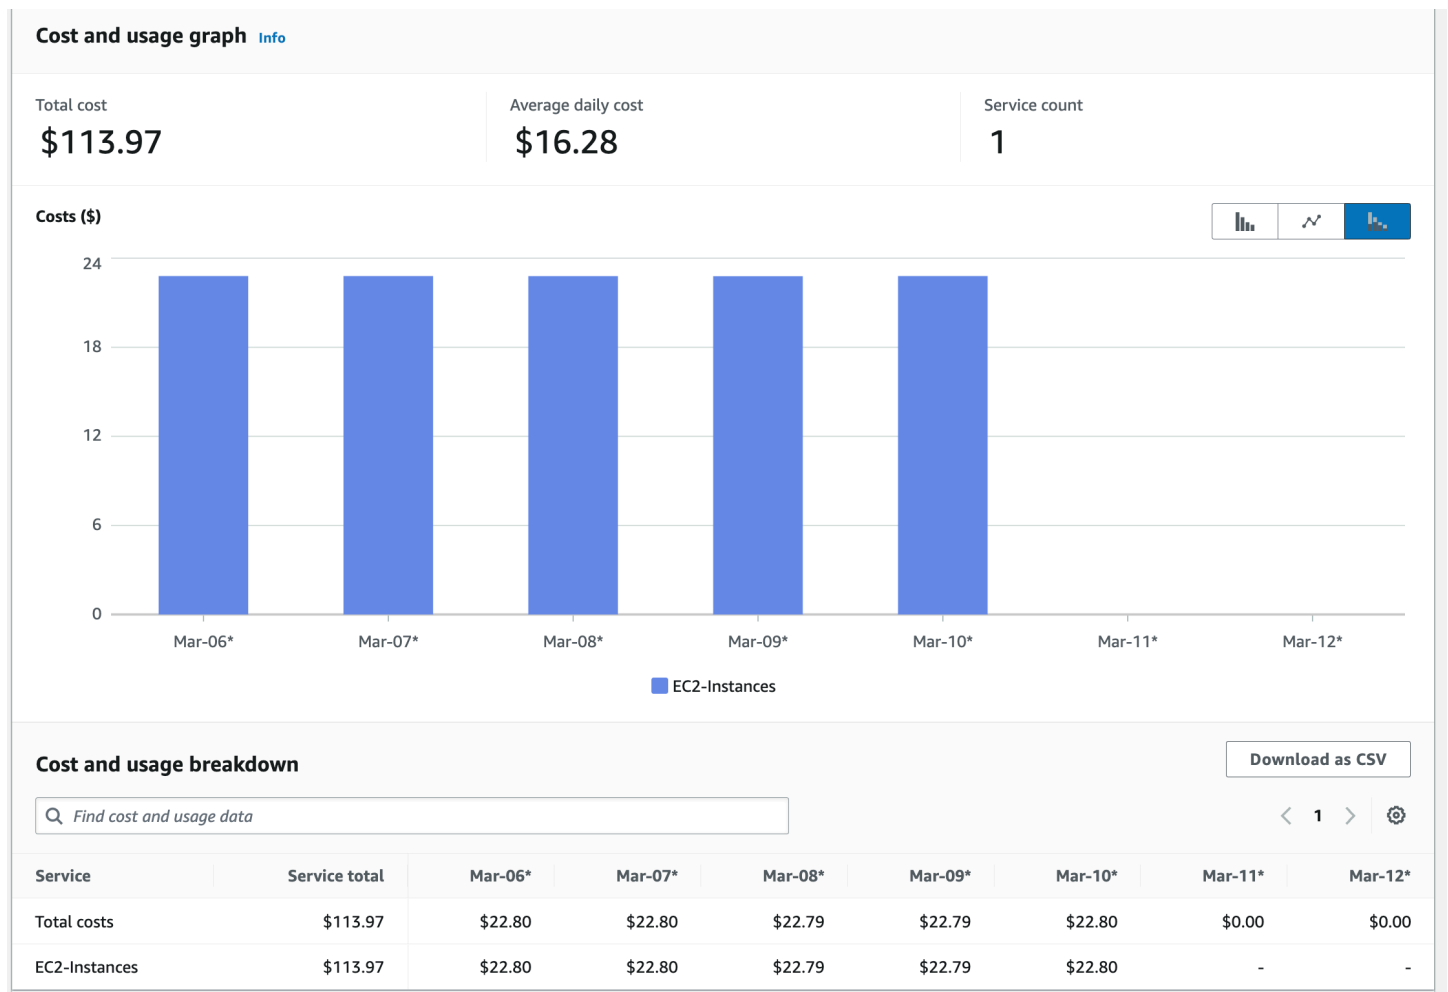 Cost and usage graph Info
Total cost Average daily cost Service count
$113.97 $16.28 1
Costs ($)
24
18
12
6
0
Mar-06* Mar-07* Mar-08* Mar-09* Mar-10* Mar-11* Mar-12*
EC2-Instances
Cost and usage breakdown Download as CSV
Find cost and usage data 1
Service Service total Mar-06* Mar-07* Mar-08* Mar-09* Mar-10* Mar-11* Mar-12*
Total costs $113.97 $22.80 $22.80 $22.79 $22.79 $22.80 $0.00 $0.00
EC2-Instances $113.97 $22.80 $22.80 $22.79 $22.79 $22.80 - -